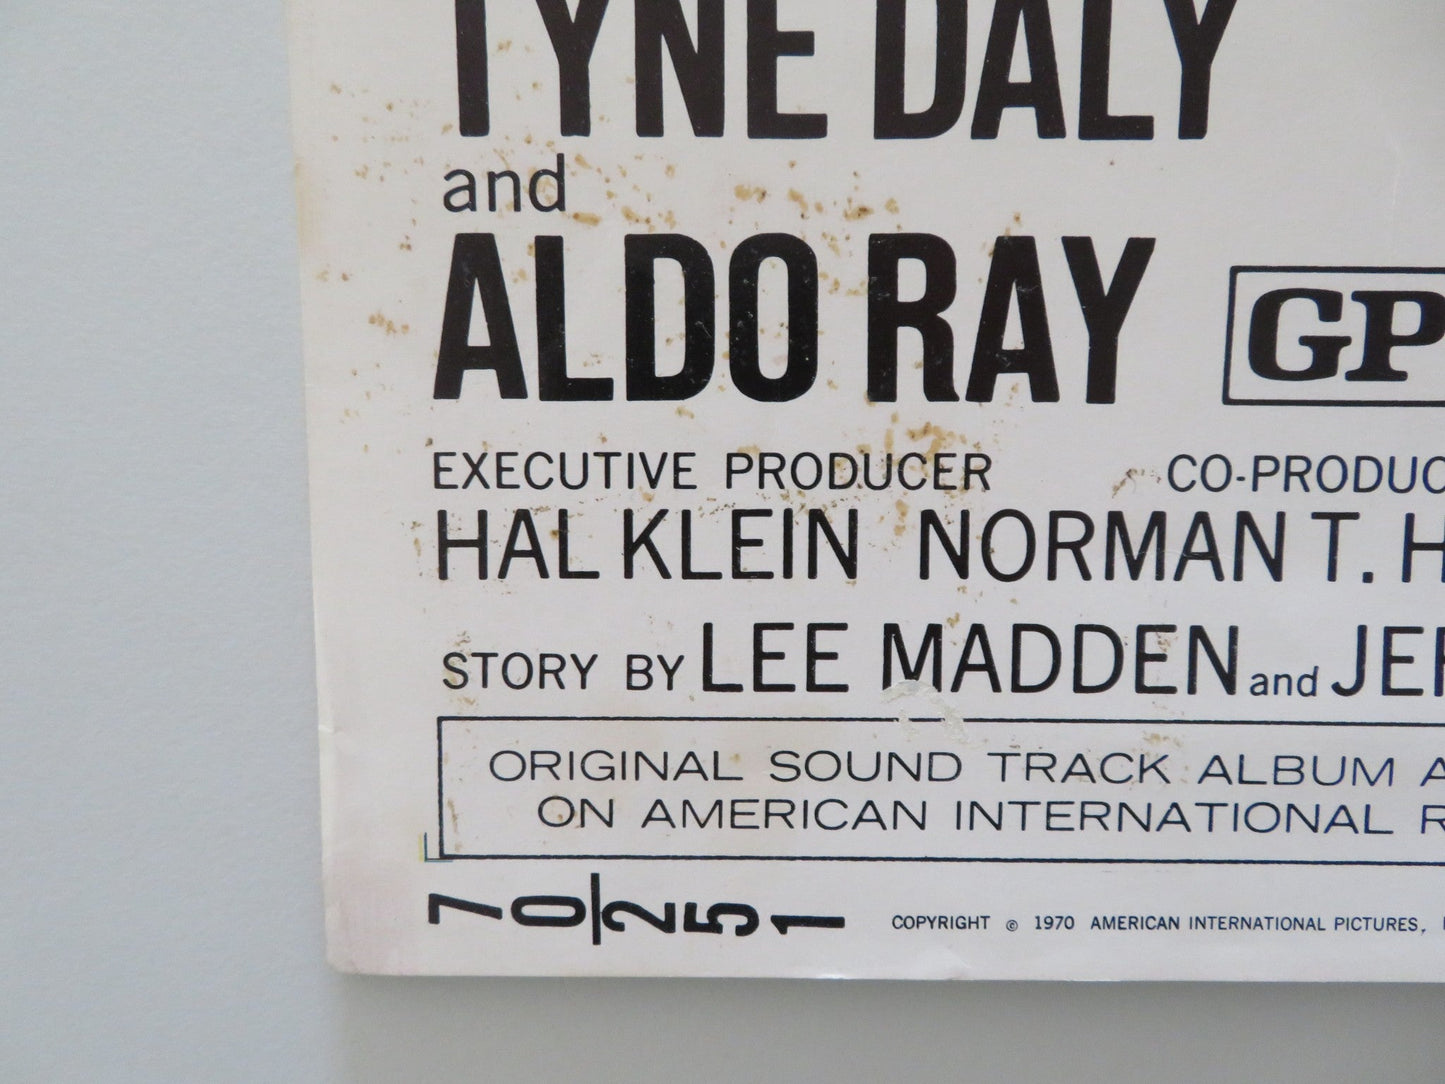 TYNE DALY
and
ALDO RAY
GP
EXECUTIVE PRODUCER CO-PRODUC
HAL KLEIN NORMAN T. H
STORY BY LEE MADDEN and JER
ORIGINAL SOUND TRACK ALBUM A
ON AMERICAN INTERNATIONAL R
70/251
COPYRIGHT © 1970 AMERICAN INTERNATIONAL PICTURES,